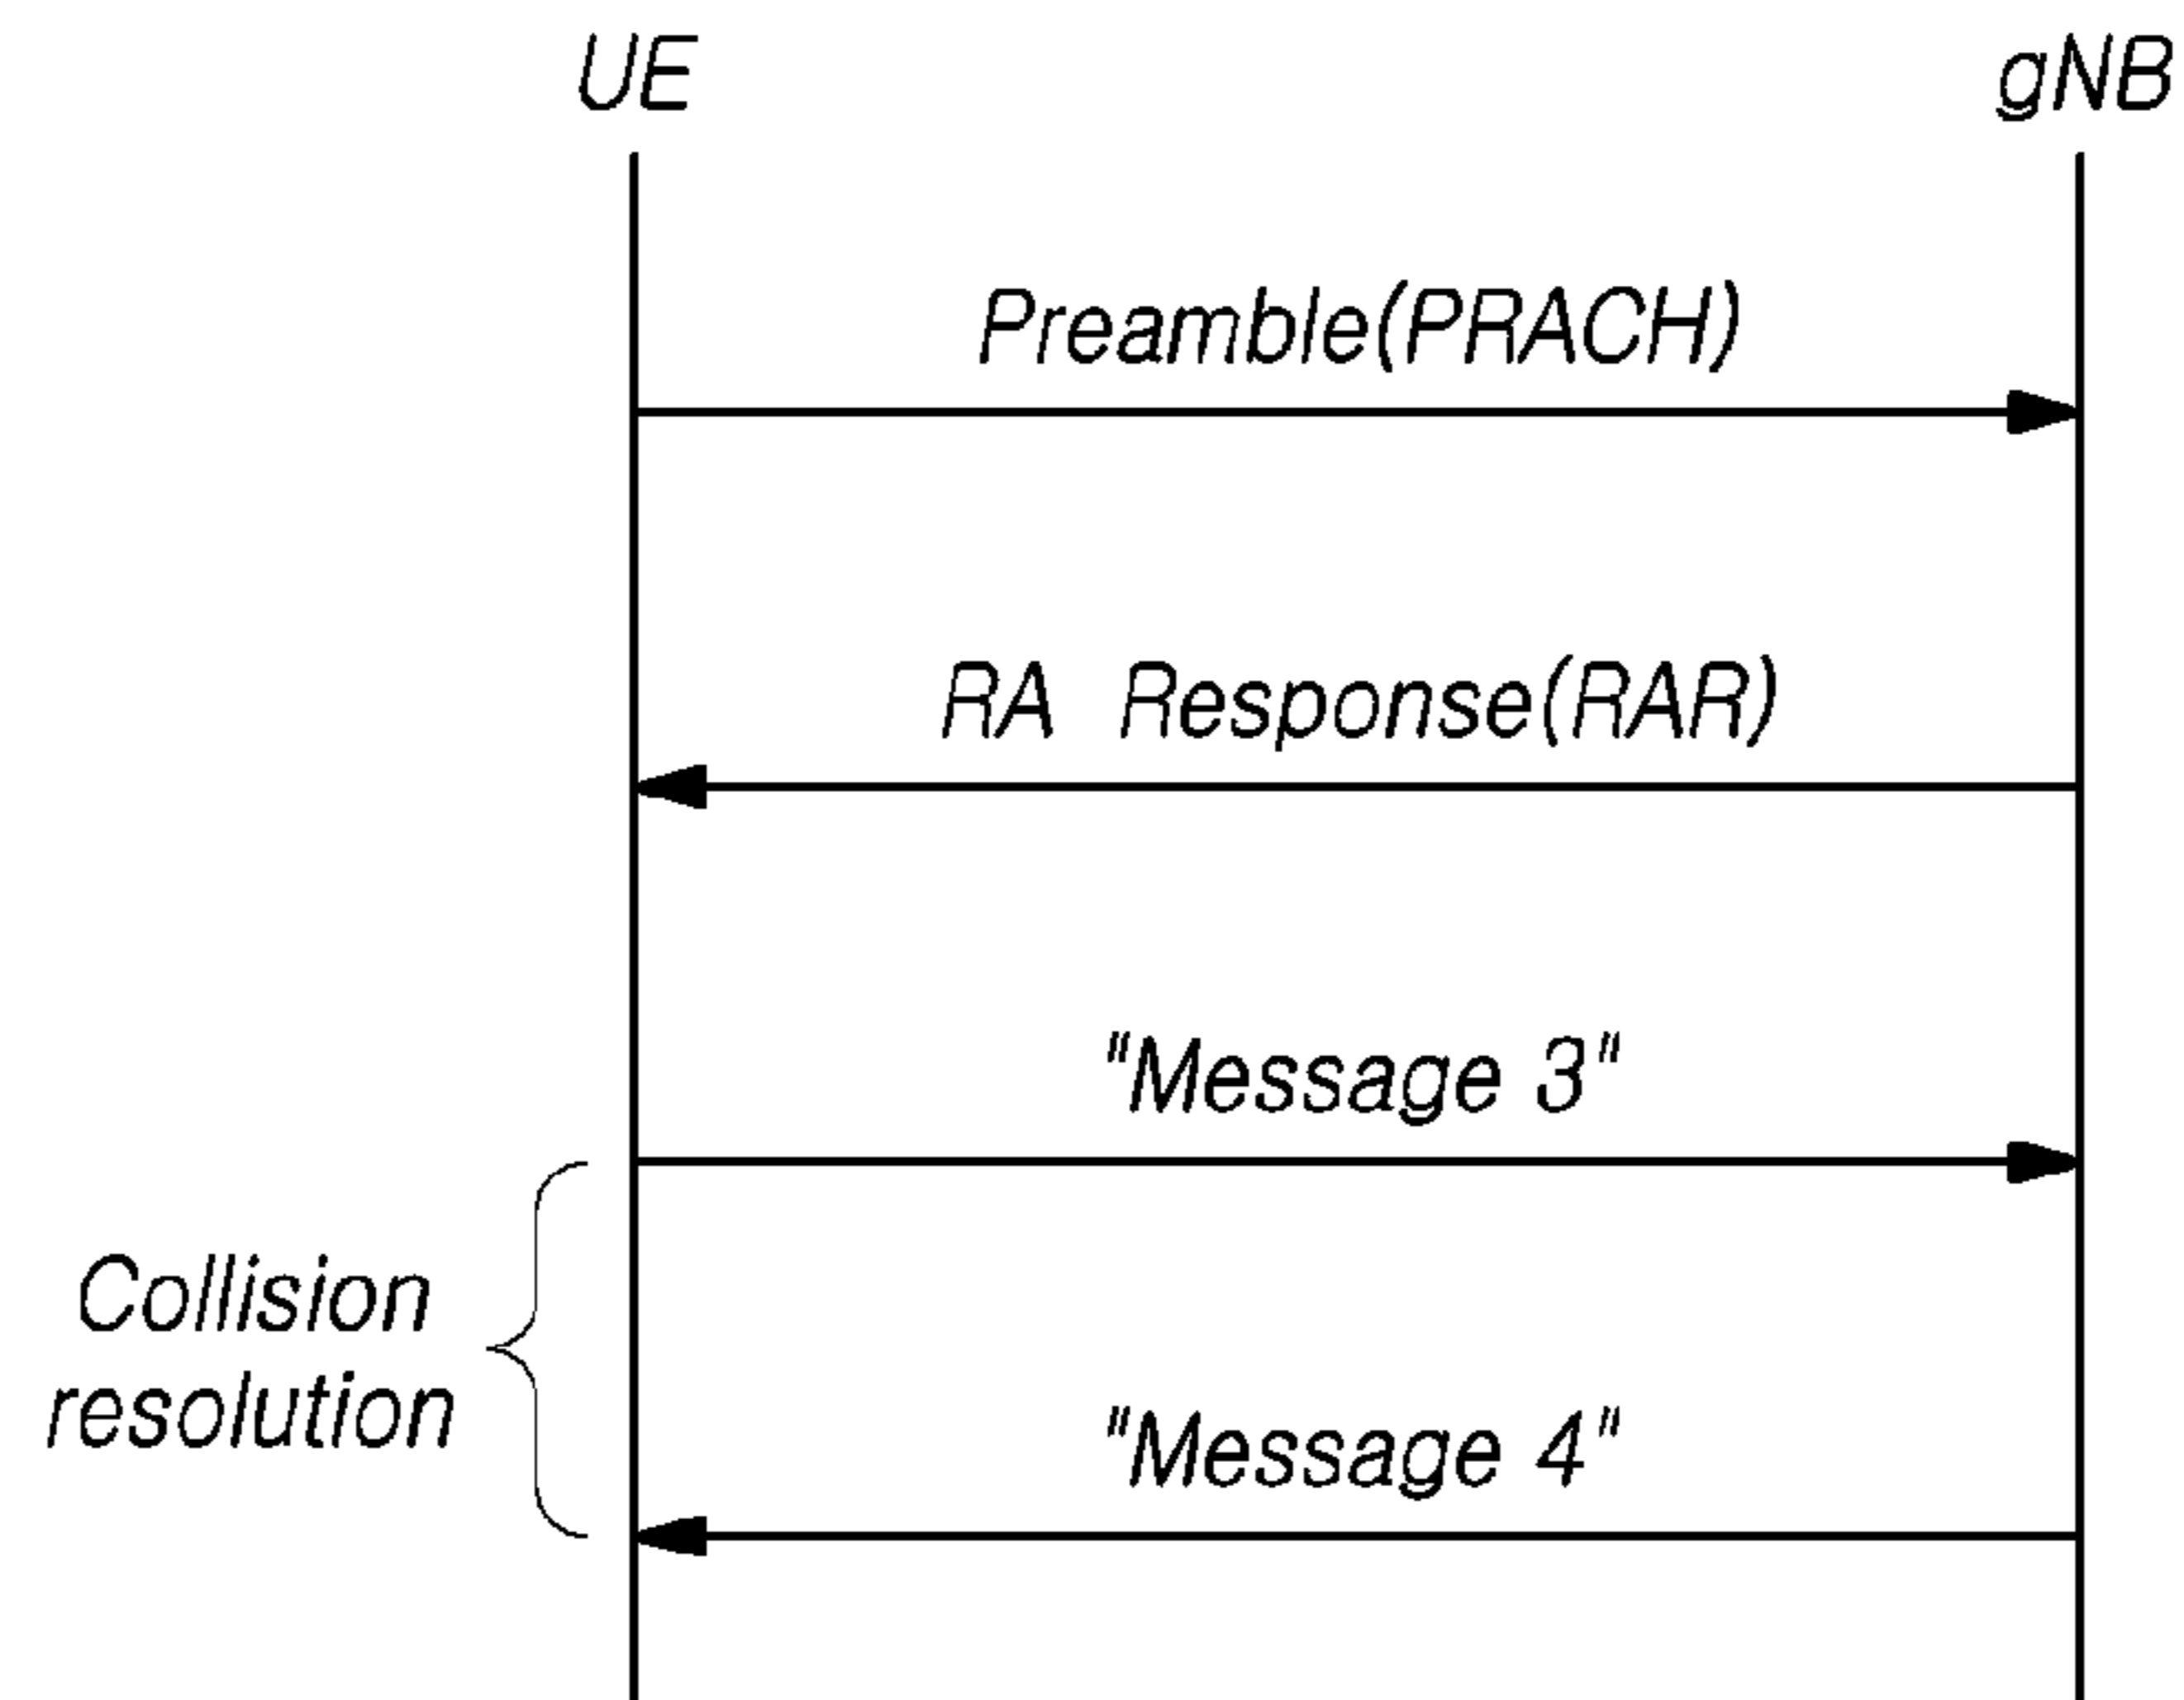 UE
gNB
Preamble(PRACH)
RA Response(RAR)
"Message 3"
Collision
resolution
"Message 4"